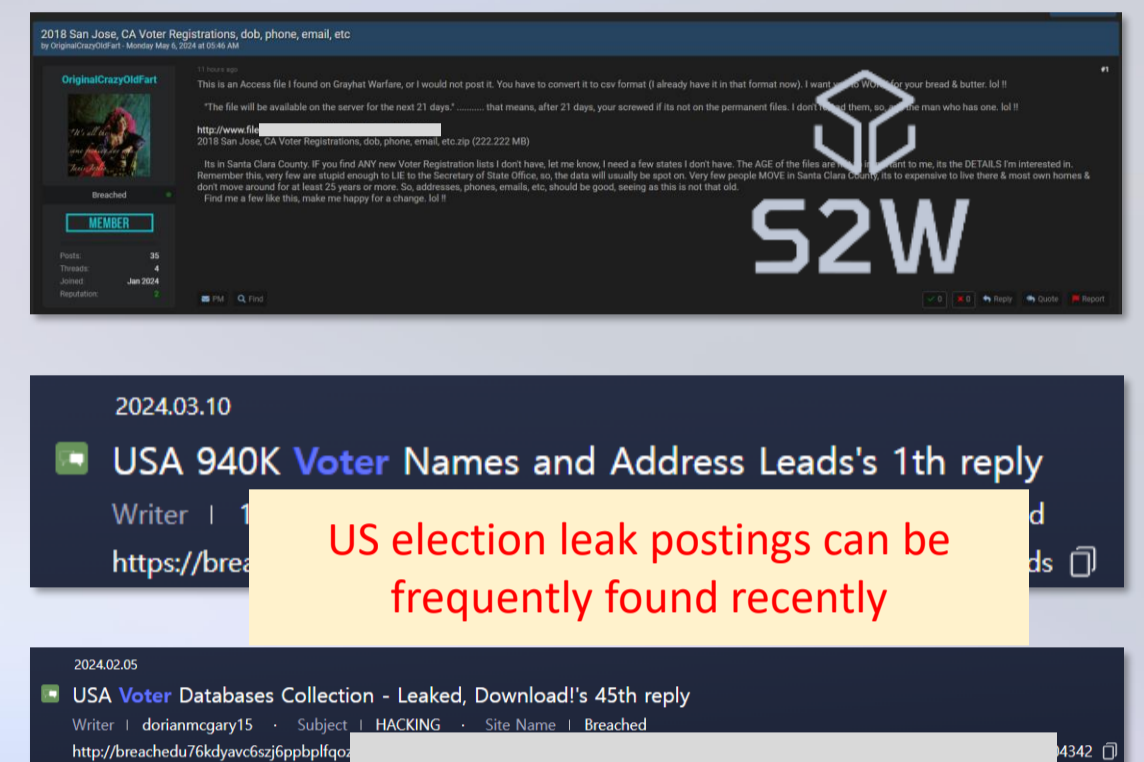 2018 San Jose, CA Voter Registrations, dob, phone, email, etc
by OriginalCrazyOldFart - Monday May 6, 2024 at 05:46 AM
OriginalCrazyOldFart
"It's all
Breached
MEMBER
Posts: 35
Threads: 4
Joined: Jan 2024
Reputation: 2
11 hours ago
#1
This is an Access file I found on Grayhat Warfare, or I would not post it. You have to convert it to csv format (I already have it in that format now). I want WO for your bread & butter. lol !!
"The file will be available on the server for the next 21 days." .......... that means, after 21 days, your screwed if its not on the permanent files. I don't them, so, the man who has one. lol !!
http://www.file
2018 San Jose, CA Voter Registrations, dob, phone, email, etc.zip (222.222 MB)
Its in Santa Clara County. IF you find ANY new Voter Registration lists I don't have, let me know, I need a few states I don't have. The AGE of the files are to me, its the DETAILS I'm interested in.
Remember this, very few are stupid enough to LIE to the Secretary of State Office, so, the data will usually be spot on. Very few people MOVE in Santa Clara County, its to expensive to live there & most own homes &
don't move around for at least 25 years or more. So, addresses, phones, emails, etc, should be good, seeing as this is not that old.
Find me a few like this, make me happy for a change. lol !!
S2W
PM Find
0 0 Reply Quote Report
2024.03.10
USA 940K Voter Names and Address Leads's 1th reply
Writer | 1 d
https://brea ds
US election leak postings can be
frequently found recently
2024.02.05
USA Voter Databases Collection - Leaked, Download!'s 45th reply
Writer | dorianmcgary15 · Subject | HACKING · Site Name | Breached
http://breachedu76kdyavc6szj6ppbplfqoz 4342